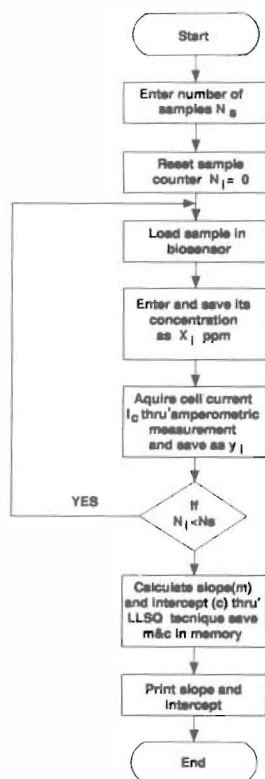 Start
Enter number of
samples N s
Reset sample
counter N i = 0
Load sample in
biosensor
Enter and save its
concentration
as X i ppm
Aquire cell current
I c thru'amperometric
measurement
and save as y i
YES
If
N i <Ns
Calculate slope(m)
and intercept (c) thru'
LLSQ tecnique save
m&c in memory
Print slope and
intercept
End